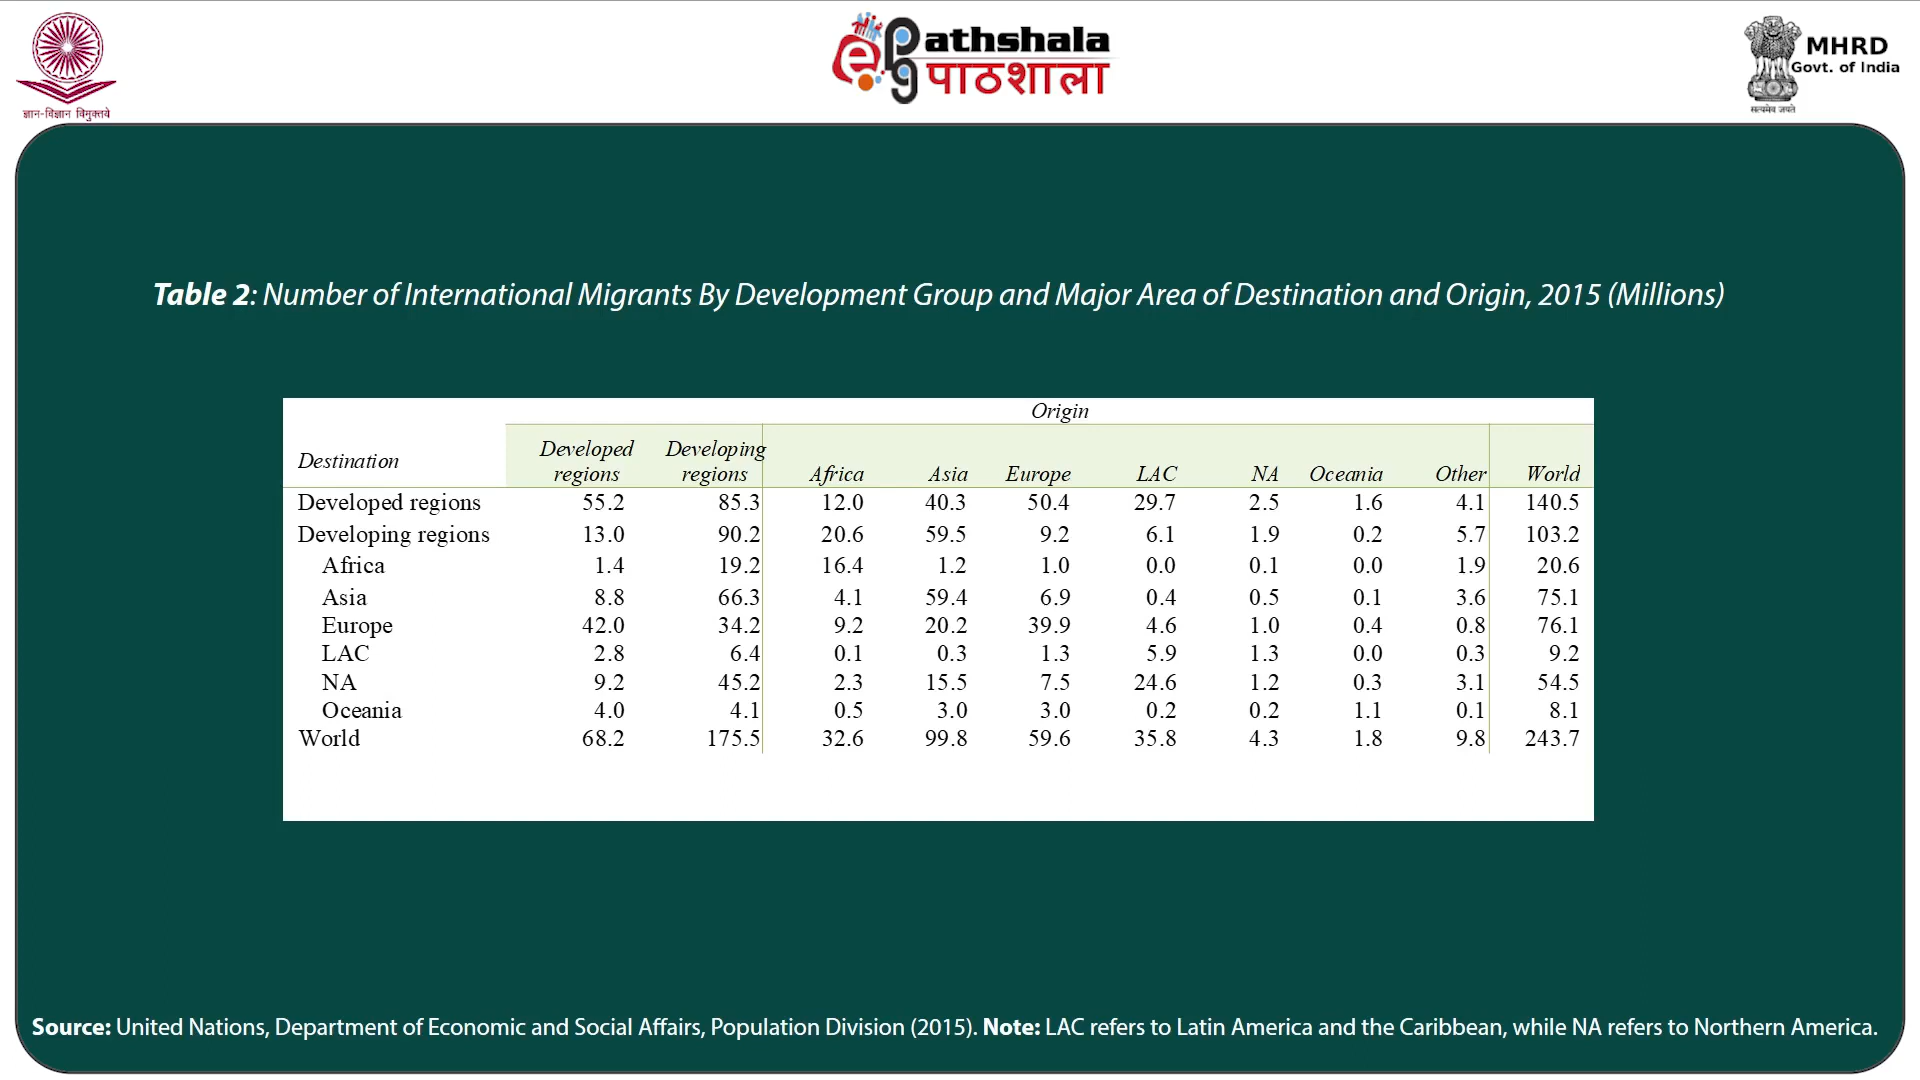 ज्ञान-विज्ञान विमुक्तये
ePathshala
पाठशाला
MHRD
Govt. of India
सत्यमेव जयते
Table 2: Number of International Migrants By Development Group and Major Area of Destination and Origin, 2015 (Millions)
Origin
Destination Developed regions Developing regions Africa Asia Europe LAC NA Oceania Other World
Developed regions 55.2 85.3 12.0 40.3 50.4 29.7 2.5 1.6 4.1 140.5
Developing regions 13.0 90.2 20.6 59.5 9.2 6.1 1.9 0.2 5.7 103.2
Africa 1.4 19.2 16.4 1.2 1.0 0.0 0.1 0.0 1.9 20.6
Asia 8.8 66.3 4.1 59.4 6.9 0.4 0.5 0.1 3.6 75.1
Europe 42.0 34.2 9.2 20.2 39.9 4.6 1.0 0.4 0.8 76.1
LAC 2.8 6.4 0.1 0.3 1.3 5.9 1.3 0.0 0.3 9.2
NA 9.2 45.2 2.3 15.5 7.5 24.6 1.2 0.3 3.1 54.5
Oceania 4.0 4.1 0.5 3.0 3.0 0.2 0.2 1.1 0.1 8.1
World 68.2 175.5 32.6 99.8 59.6 35.8 4.3 1.8 9.8 243.7
Source: United Nations, Department of Economic and Social Affairs, Population Division (2015). Note: LAC refers to Latin America and the Caribbean, while NA refers to Northern America.